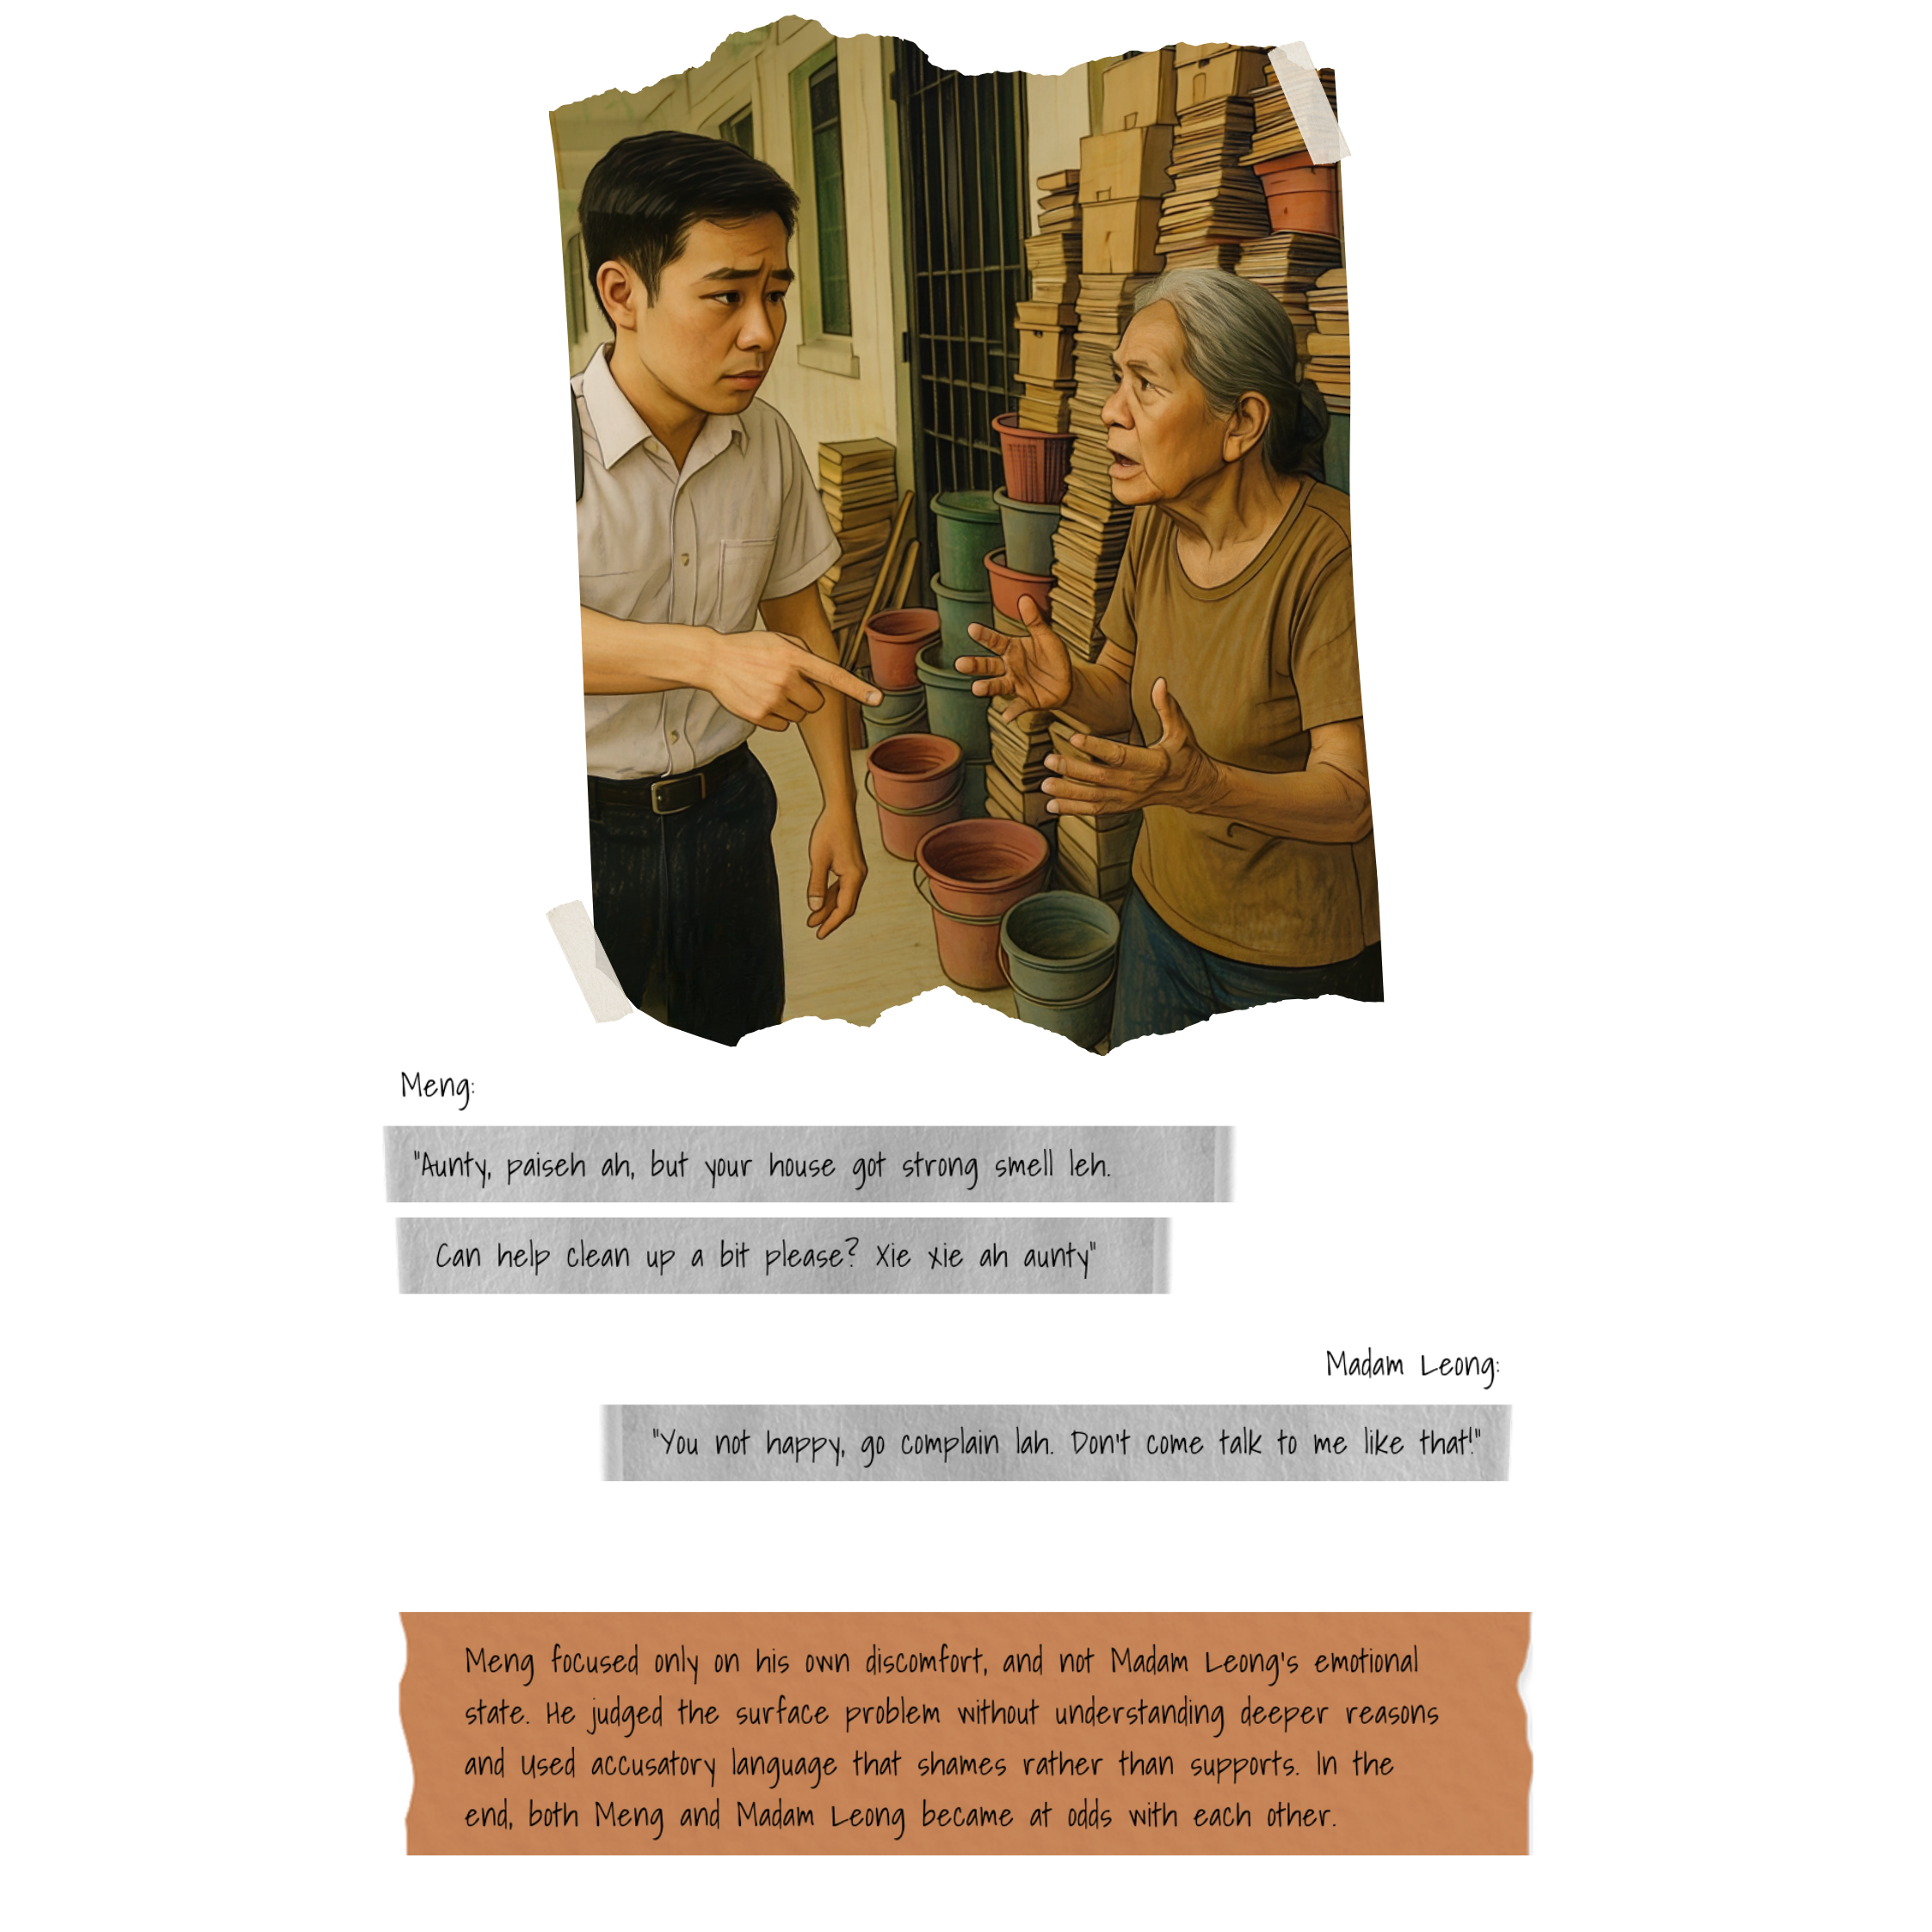 Meng:
"Aunty, paiseh ah, but your house got strong smell leh.
Can help clean up a bit please? Xie xie ah aunty"
Madam Leong:
"You not happy, go complain lah. Don't come talk to me like that!"
Meng focused only on his own discomfort, and not Madam Leong's emotional
state. He judged the surface problem without understanding deeper reasons
and used accusatory language that shames rather than supports. In the
end, both Meng and Madam Leong became at odds with each other.